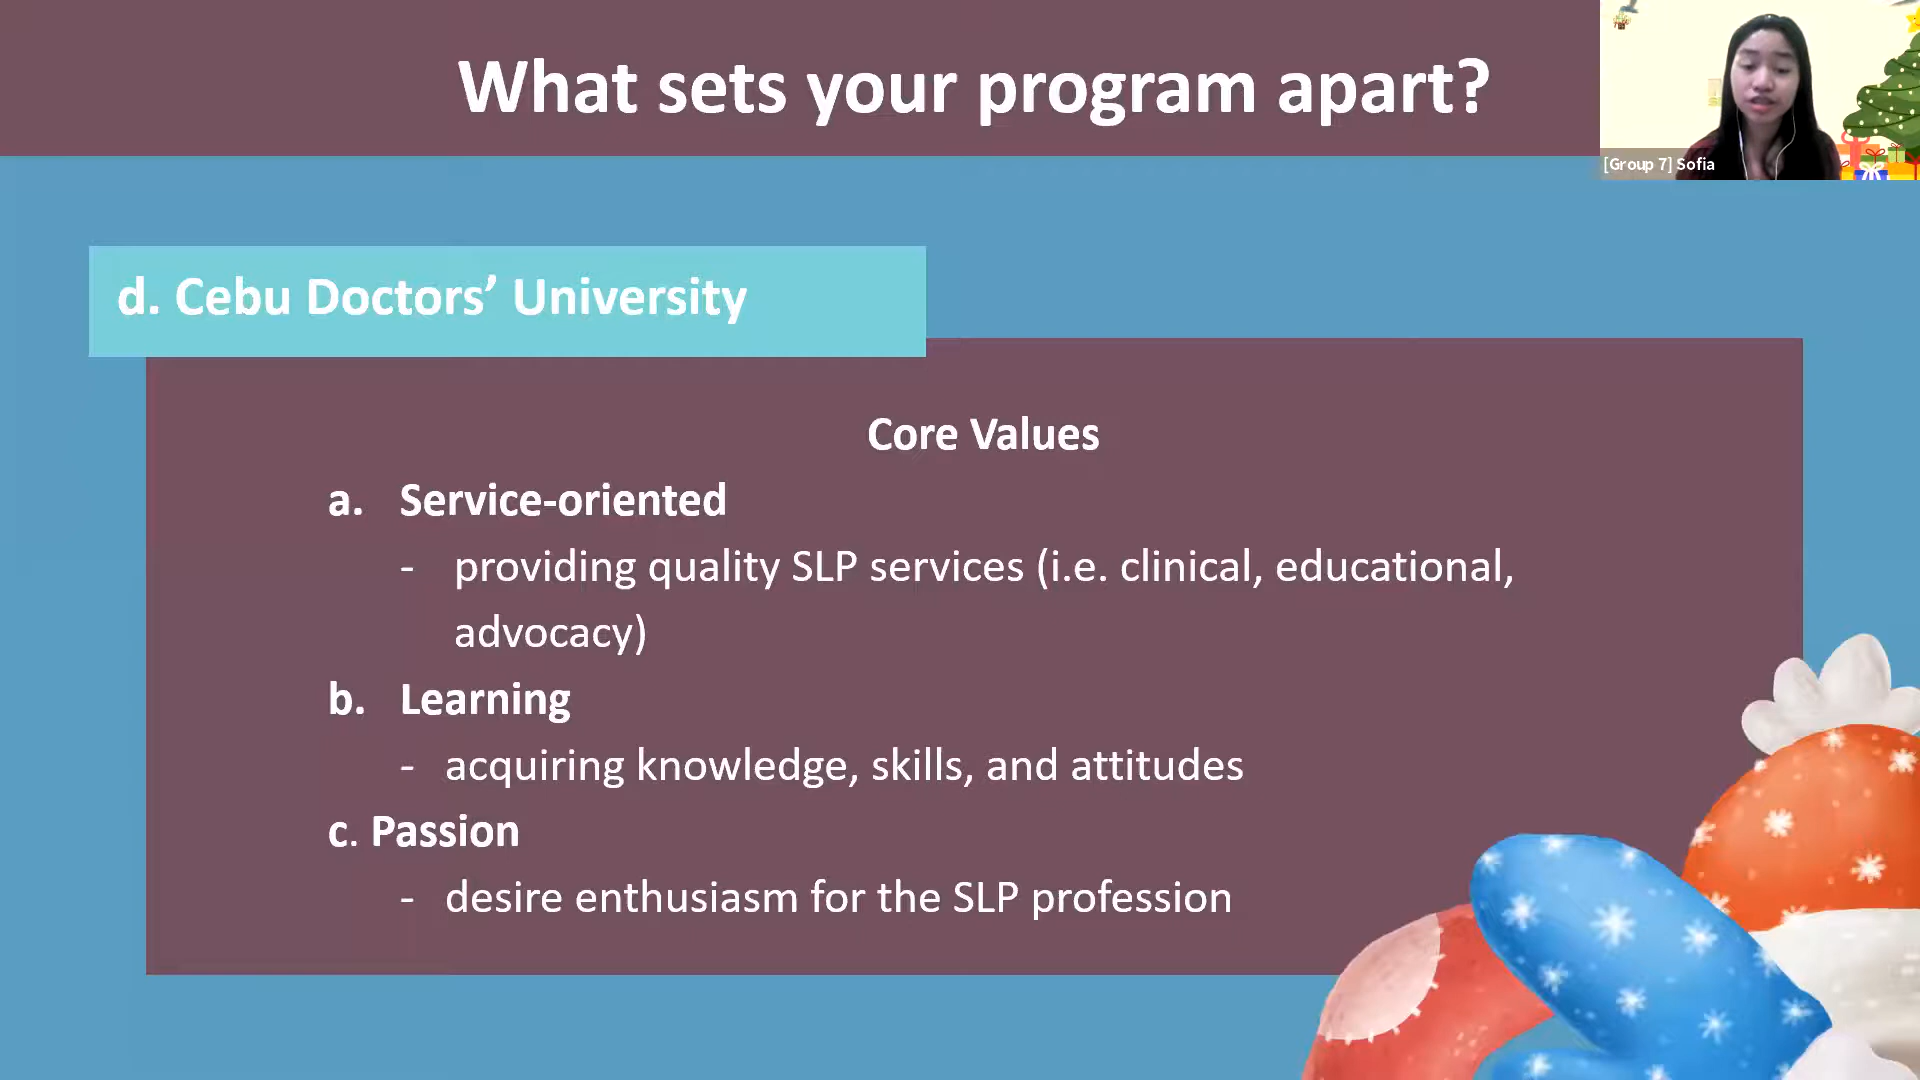 What sets your program apart?
[Group 7] Sofia
d. Cebu Doctors’ University
Core Values
a. Service-oriented
- providing quality SLP services (i.e. clinical, educational,
advocacy)
b. Learning
- acquiring knowledge, skills, and attitudes
c. Passion
- desire enthusiasm for the SLP profession